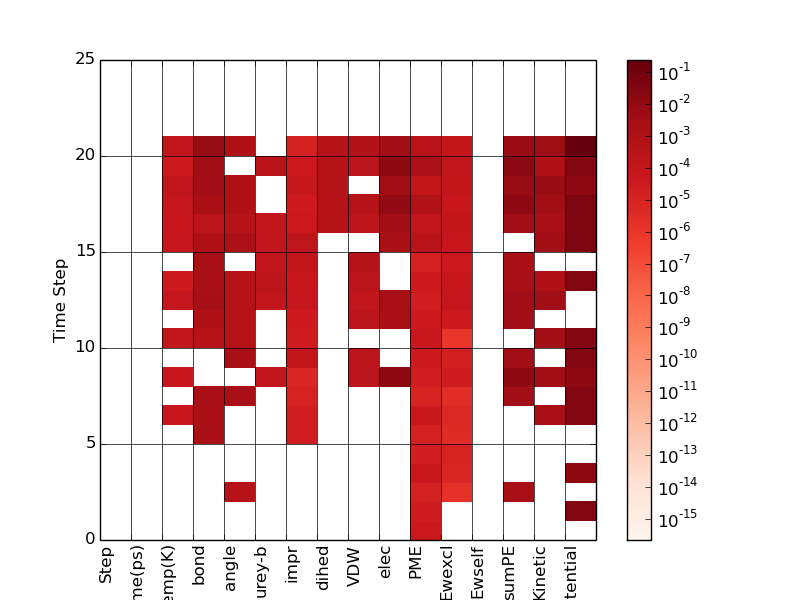 25
20
15
10
5
0
Time Step
Step
me(ps)
emp(K)
bond
angle
urey-b
impr
dihed
VDW
elec
PME
Ewexcl
Ewself
sumPE
Kinetic
tential
10^-1
10^-2
10^-3
10^-4
10^-5
10^-6
10^-7
10^-8
10^-9
10^-10
10^-11
10^-12
10^-13
10^-14
10^-15